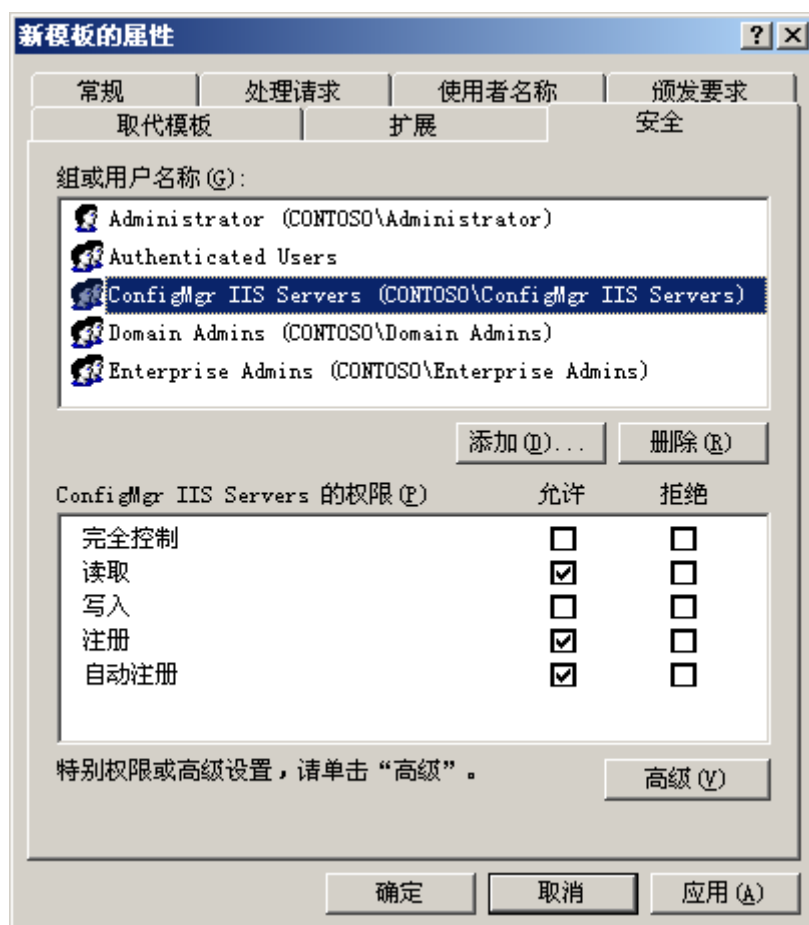 新模板的属性
常规 处理请求 使用者名称 颁发要求
取代模板 扩展 安全
组或用户名称(G):
Administrator (CONTOSO\Administrator)
Authenticated Users
ConfigMgr IIS Servers (CONTOSO\ConfigMgr IIS Servers)
Domain Admins (CONTOSO\Domain Admins)
Enterprise Admins (CONTOSO\Enterprise Admins)
添加(D)... 删除(R)
ConfigMgr IIS Servers 的权限(P) 允许 拒绝
完全控制
读取
写入
注册
自动注册
特别权限或高级设置，请单击“高级”。 高级(V)
确定 取消 应用(A)